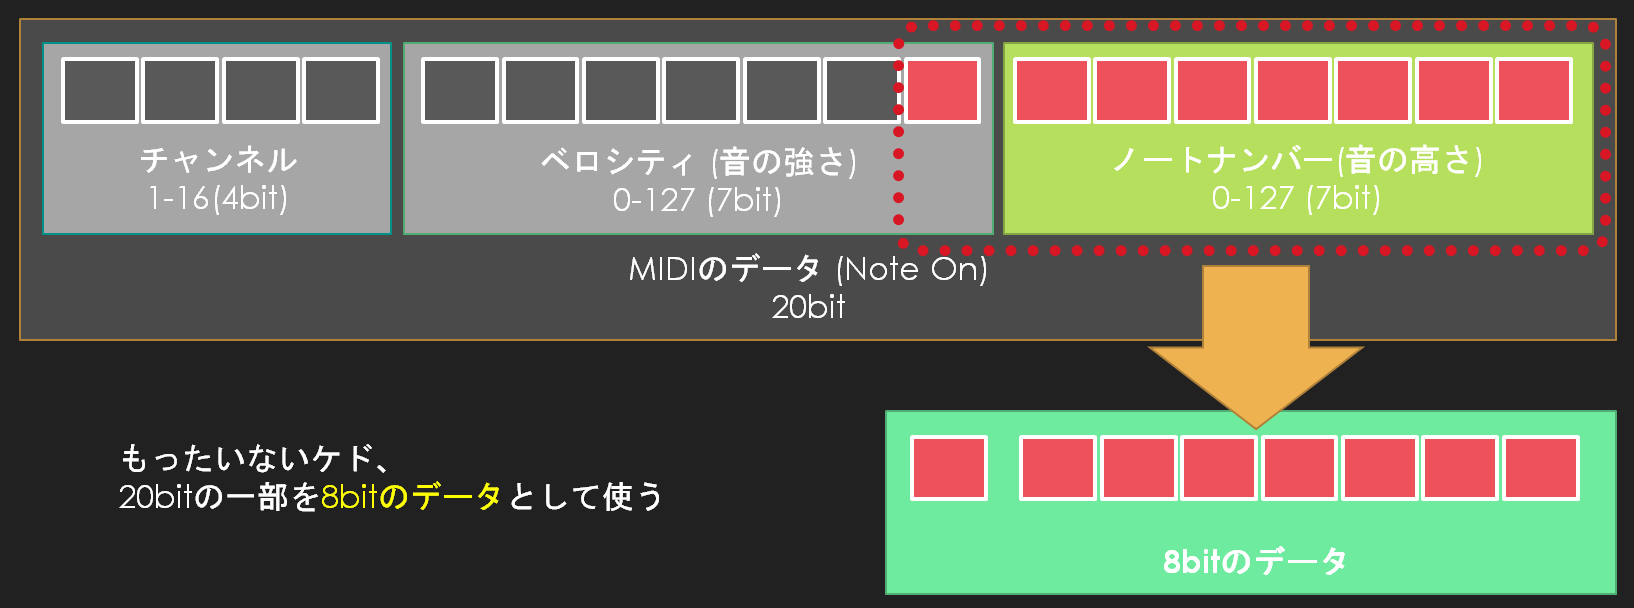 チャンネル
1-16(4bit)
ベロシティ (音の強さ)
0-127 (7bit)
ノートナンバー(音の高さ)
0-127 (7bit)
MIDIのデータ (Note On)
20bit
もったいないケド、
20bitの一部を8bitのデータとして使う
8bitのデータ